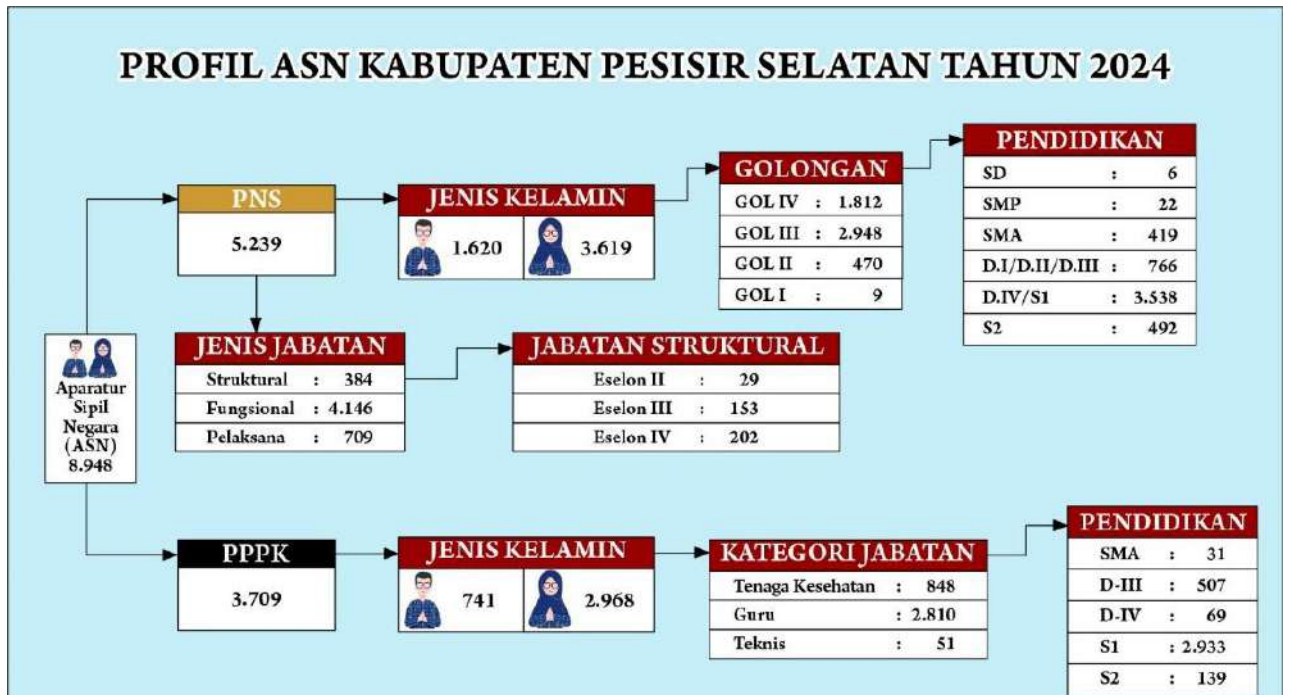 PROFIL ASN KABUPATEN PESISIR SELATAN TAHUN 2024
Aparatur
Sipil
Negara
(ASN)
8.948
PNS
5.239
JENIS KELAMIN
1.620 3.619
GOLONGAN
GOL IV : 1.812
GOL III : 2.948
GOL II : 470
GOL I : 9
PENDIDIKAN
SD : 6
SMP : 22
SMA : 419
D.I/D.II/D.III : 766
D.IV/S1 : 3.538
S2 : 492
JENIS JABATAN
Struktural : 384
Fungsional : 4.146
Pelaksana : 709
JABATAN STRUKTURAL
Eselon II : 29
Eselon III : 153
Eselon IV : 202
PPPK
3.709
JENIS KELAMIN
741 2.968
KATEGORI JABATAN
Tenaga Kesehatan : 848
Guru : 2.810
Teknis : 51
PENDIDIKAN
SMA : 31
D-III : 507
D-IV : 69
S1 : 2.933
S2 : 139